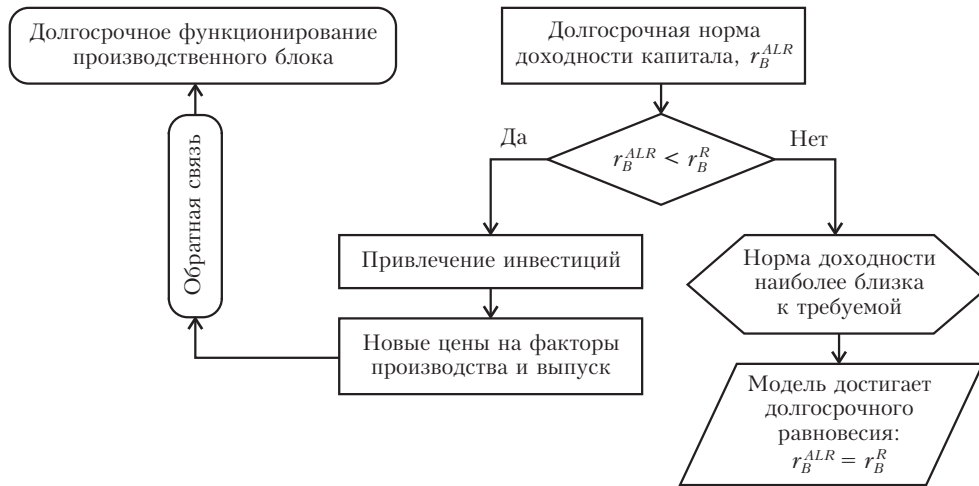 Долгосрочное функционирование
производственного блока
Долгосрочная норма
доходности капитала, r_B^{ALR}
Да
Нет
r_B^{ALR} < r_B^R
Обратная связь
Привлечение инвестиций
Норма доходности
наиболее близка
к требуемой
Новые цены на факторы
производства и выпуск
Модель достигает
долгосрочного
равновесия:
r_B^{ALR} = r_B^R